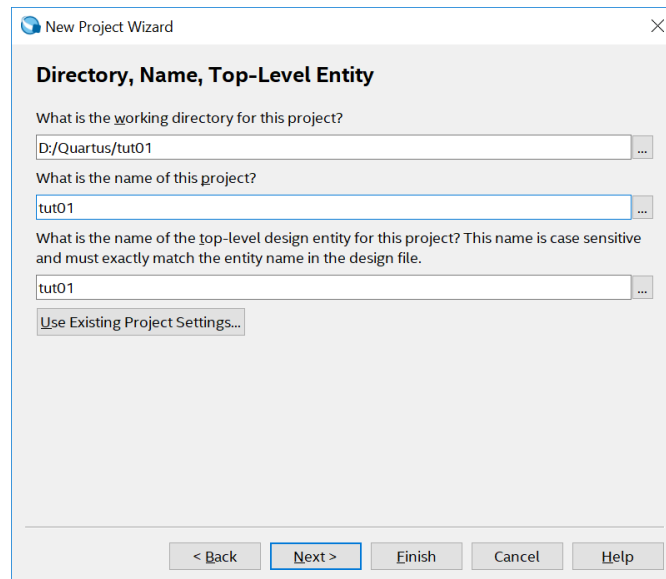 New Project Wizard
Directory, Name, Top-Level Entity
What is the working directory for this project?
D:/Quartus/tut01
...
What is the name of this project?
tut01
...
What is the name of the top-level design entity for this project? This name is case sensitive
and must exactly match the entity name in the design file.
tut01
...
Use Existing Project Settings...
< Back Next > Finish Cancel Help